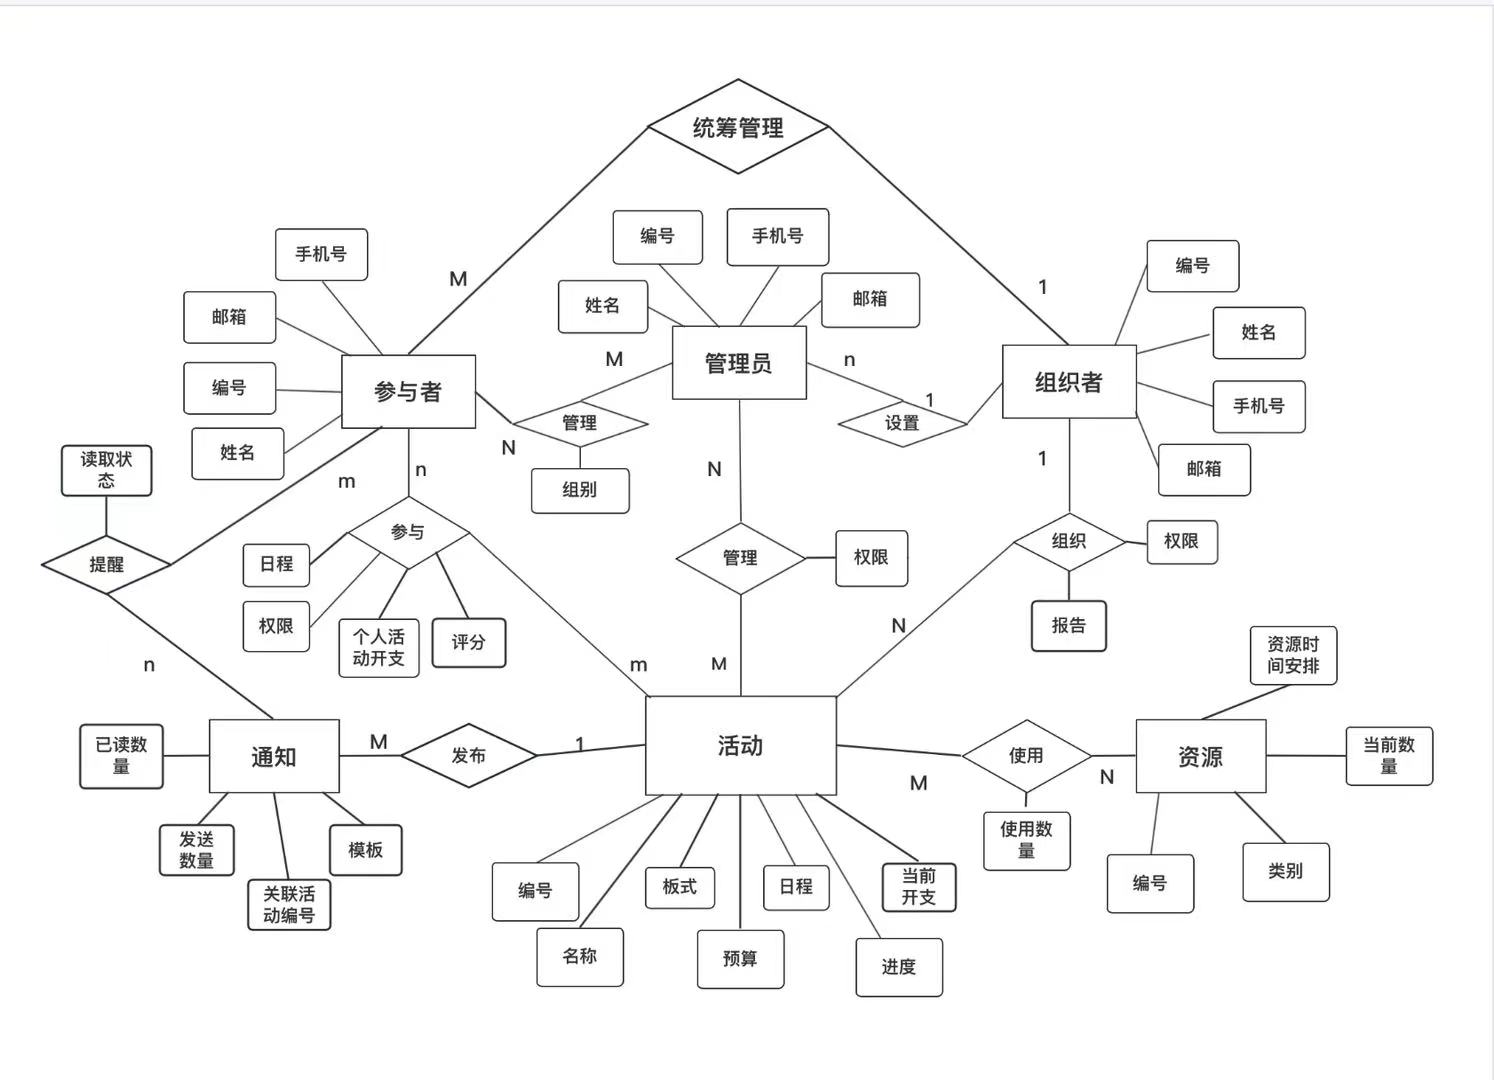 统筹管理
编号
手机号
手机号
编号
M
1
邮箱
姓名
邮箱
姓名
参与者
M
管理员
n
组织者
编号
手机号
管理
1
设置
姓名
N
读取状
态
m
n
组别
N
1
邮箱
提醒
日程
参与
管理
权限
组织
权限
权限
个人活
动开支
评分
N
报告
n
m
M
资源时
间安排
已读数
量
通知
M
发布
1
活动
使用
资源
当前数
量
M
N
发送
数量
模板
使用数
量
关联活
动编号
编号
板式
日程
当前
开支
编号
类别
名称
预算
进度